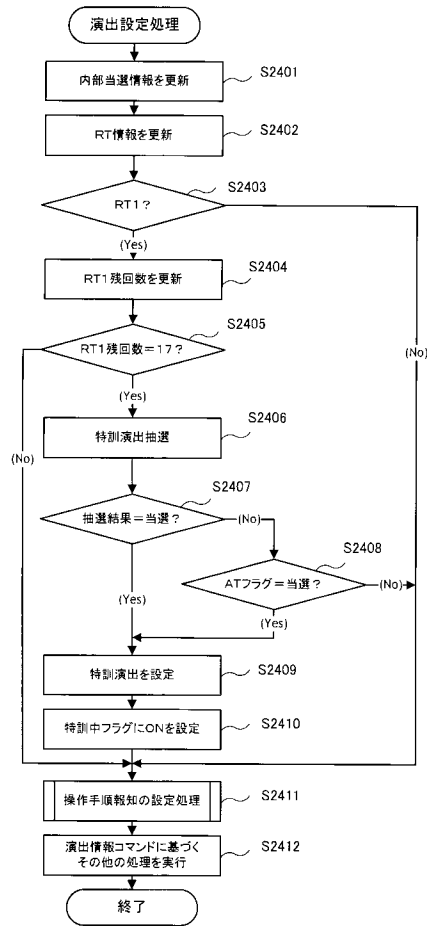 演出設定処理
内部当選情報を更新
S2401
RT情報を更新
S2402
RT1?
S2403
(Yes)
RT1残回数を更新
S2404
(No)
RT1残回数=17?
S2405
(Yes)
(No)
特訓演出抽選
S2406
抽選結果=当選?
S2407
(No)
ATフラグ=当選?
S2408
(No)
(Yes)
(Yes)
特訓演出を設定
S2409
特訓中フラグにONを設定
S2410
操作手順報知の設定処理
S2411
演出情報コマンドに基づく
その他の処理を実行
S2412
終了